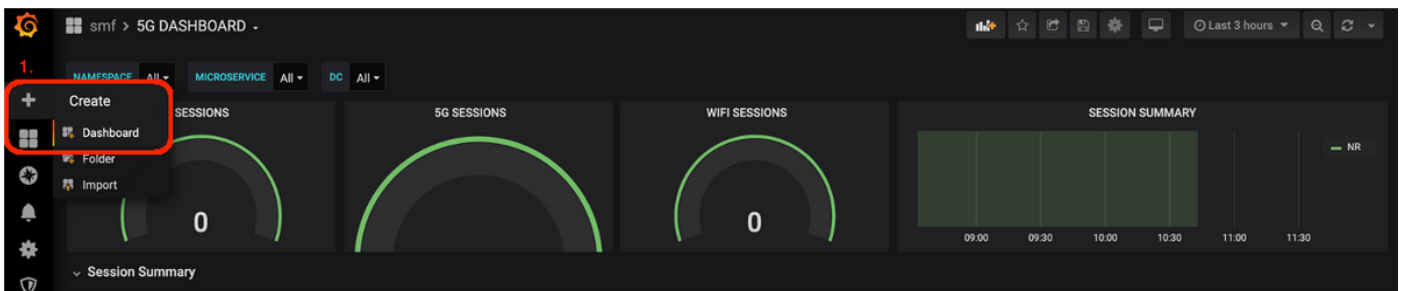 smf > 5G DASHBOARD
Last 3 hours
1.
NAMESPACE All MICROSERVICE All DC All
Create
SESSIONS
5G SESSIONS
WIFI SESSIONS
SESSION SUMMARY
Dashboard
Folder
Import
NR
0
0
09:00 09:30 10:00 10:30 11:00 11:30
Session Summary